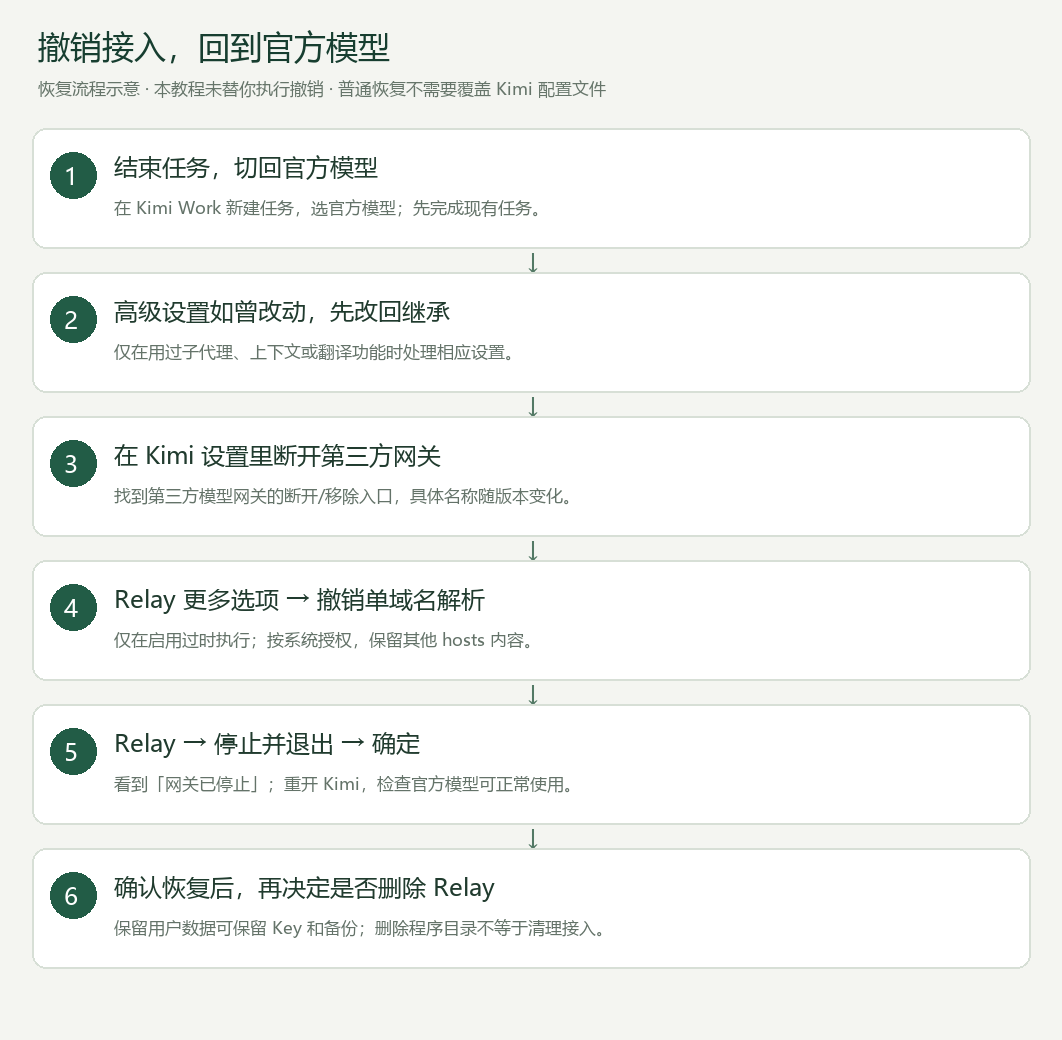 撤销接入，回到官方模型
恢复流程示意 · 本教程未替你执行撤销 · 普通恢复不需要覆盖 Kimi 配置文件
1
结束任务，切回官方模型
在 Kimi Work 新建任务，选官方模型；先完成现有任务。
↓
2
高级设置如曾改动，先改回继承
仅在用过子代理、上下文或翻译功能时处理相应设置。
↓
3
在 Kimi 设置里断开第三方网关
找到第三方模型网关的断开/移除入口，具体名称随版本变化。
↓
4
Relay 更多选项 → 撤销单域名解析
仅在启用过时执行；按系统授权，保留其他 hosts 内容。
↓
5
Relay → 停止并退出 → 确定
看到「网关已停止」；重开 Kimi，检查官方模型可正常使用。
↓
6
确认恢复后，再决定是否删除 Relay
保留用户数据可保留 Key 和备份；删除程序目录不等于清理接入。